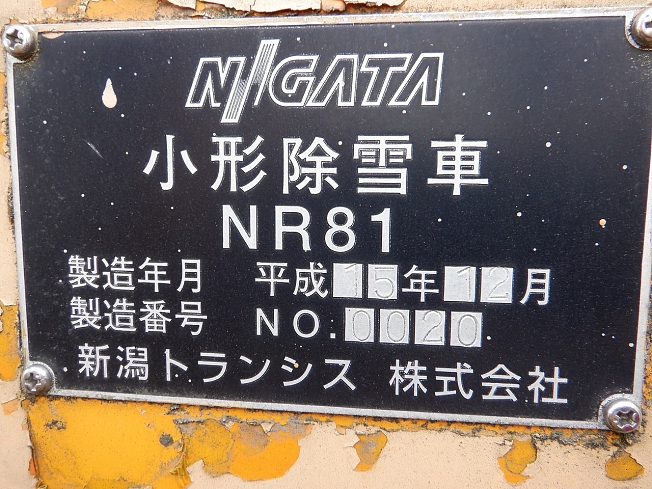 NIIGATA
小形除雪車
NR81
製造年月 平成15年12月
製造番号 NO.0020
新潟トランシス 株式会社